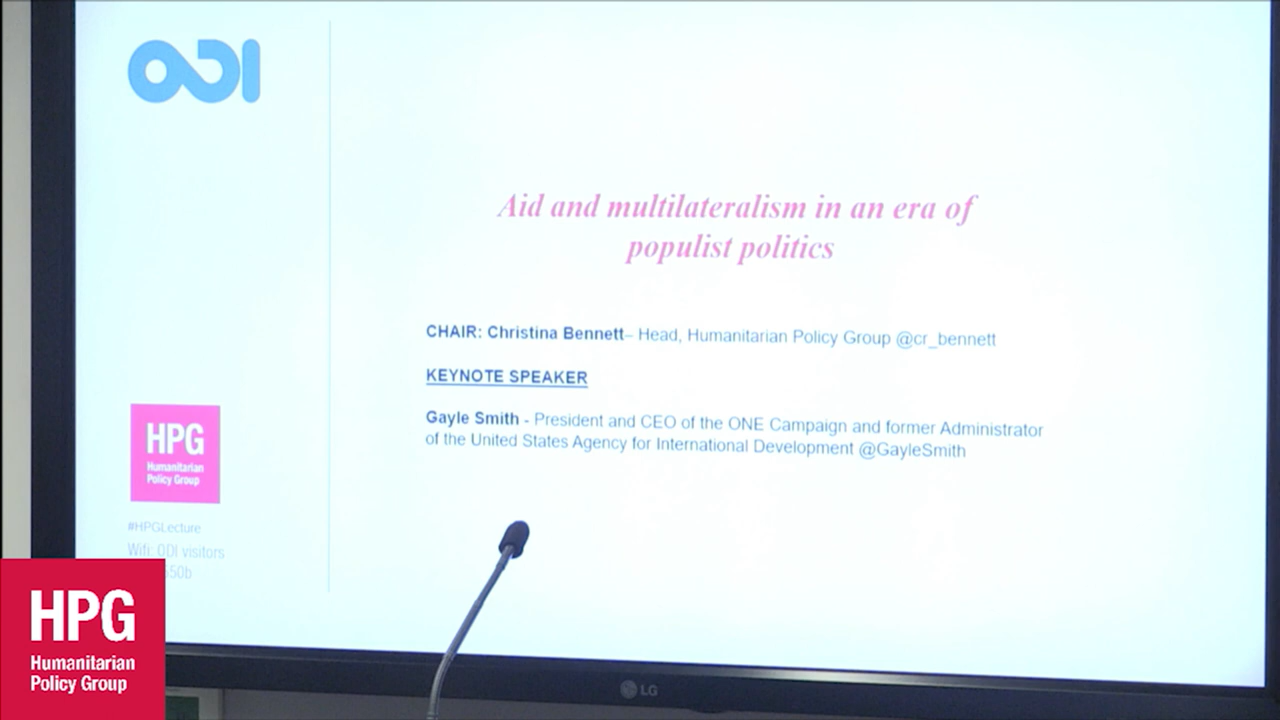 ODI
Aid and multilateralism in an era of
populist politics
CHAIR: Christina Bennett– Head, Humanitarian Policy Group @cr_bennett
KEYNOTE SPEAKER
Gayle Smith - President and CEO of the ONE Campaign and former Administrator
of the United States Agency for International Development @GayleSmith
HPG
Humanitarian
Policy Group
#HPGLecture
Wifi: ODI visitors
50b
HPG
Humanitarian
Policy Group
LG